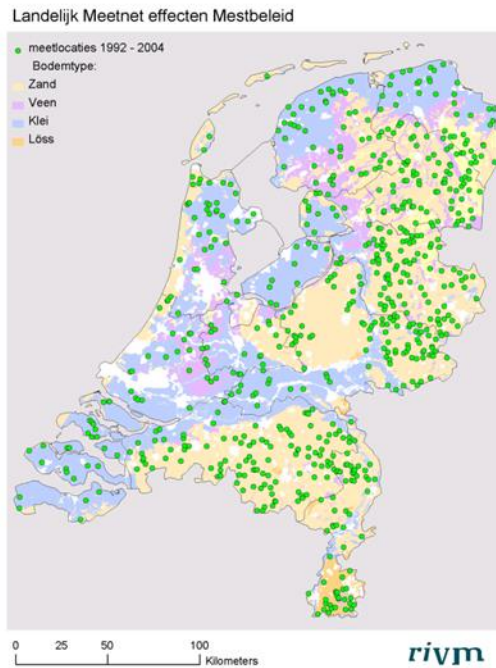 Landelijk Meetnet effecten Mestbeleid
meetlocaties 1992 - 2004
Bodemtype:
Zand
Veen
Klei
Löss
0 25 50 100
Kilometers
rivm